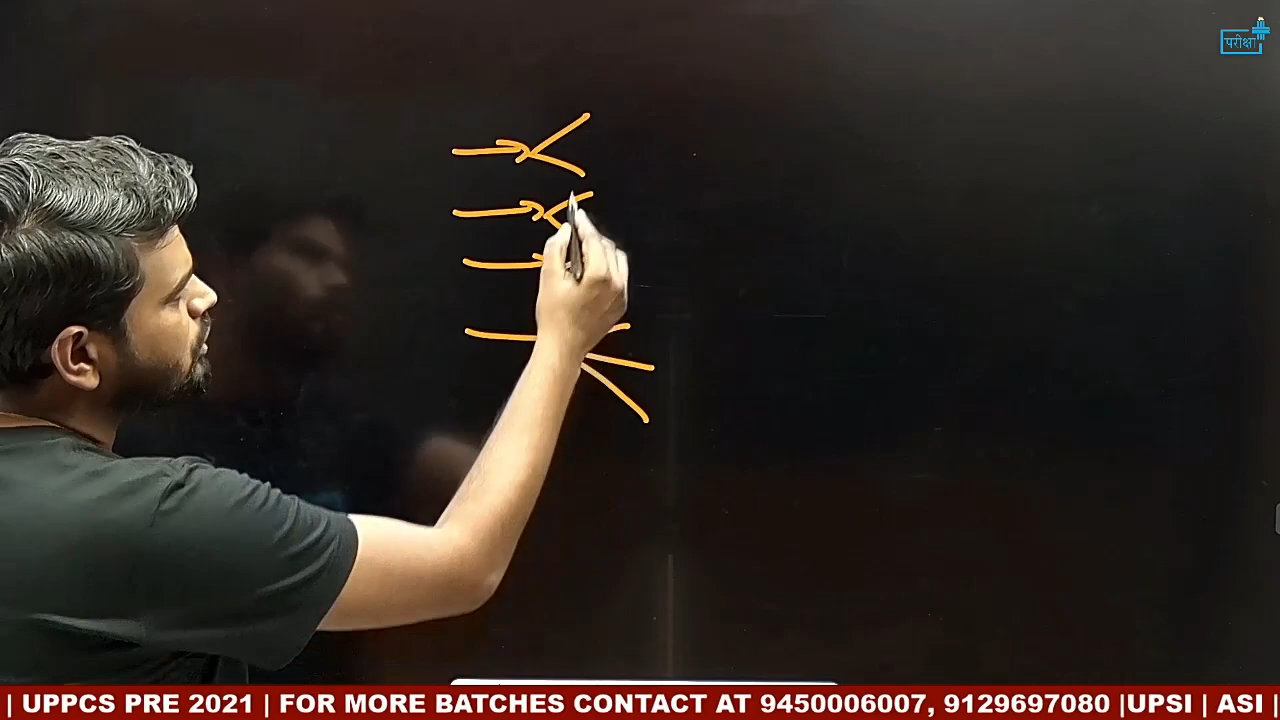 परीक्षा
| UPPCS PRE 2021 | FOR MORE BATCHES CONTACT AT 9450006007, 9129697080 |UPSI | ASI |